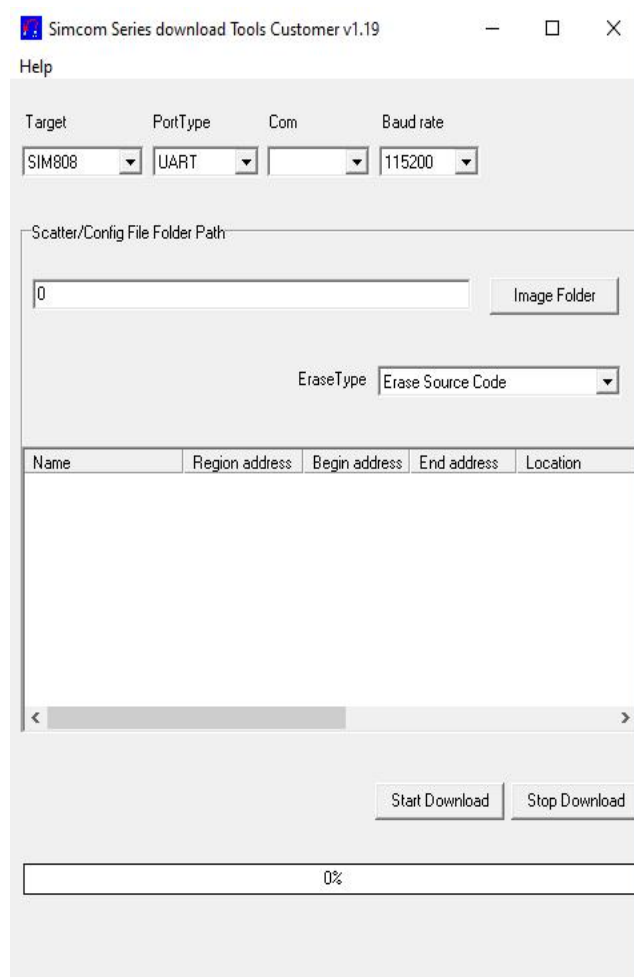 Simcom Series download Tools Customer v1.19
Help
Target PortType Com Baud rate
SIM808 UART 115200
Scatter/Config File Folder Path
0 Image Folder
EraseType Erase Source Code
Name Region address Begin address End address Location
Start Download Stop Download
0%